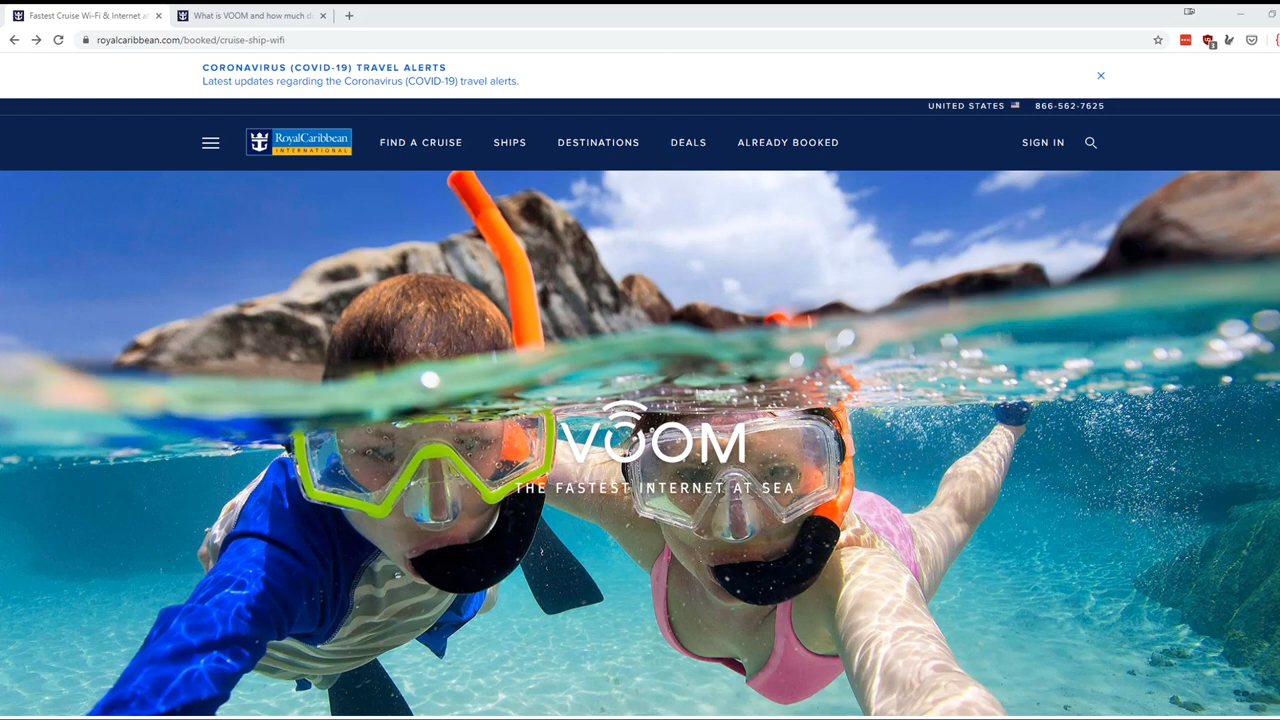 Fastest Cruise Wi-Fi & Internet a
What is VOOM and how much d
royalcaribbean.com/booked/cruise-ship-wifi
3
CORONAVIRUS (COVID-19) TRAVEL ALERTS
Latest updates regarding the Coronavirus (COVID-19) travel alerts.
UNITED STATES 866-562-7625
RoyalCaribbean
INTERNATIONAL
FIND A CRUISE SHIPS DESTINATIONS DEALS ALREADY BOOKED SIGN IN
VOOM
THE FASTEST INTERNET AT SEA